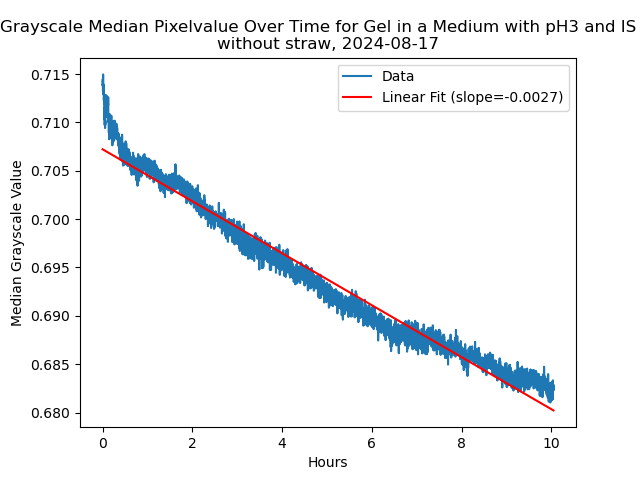 Grayscale Median Pixelvalue Over Time for Gel in a Medium with pH3 and IS
without straw, 2024-08-17
Data
Linear Fit (slope=-0.0027)
Median Grayscale Value
0.715
0.710
0.705
0.700
0.695
0.690
0.685
0.680
0 2 4 6 8 10
Hours